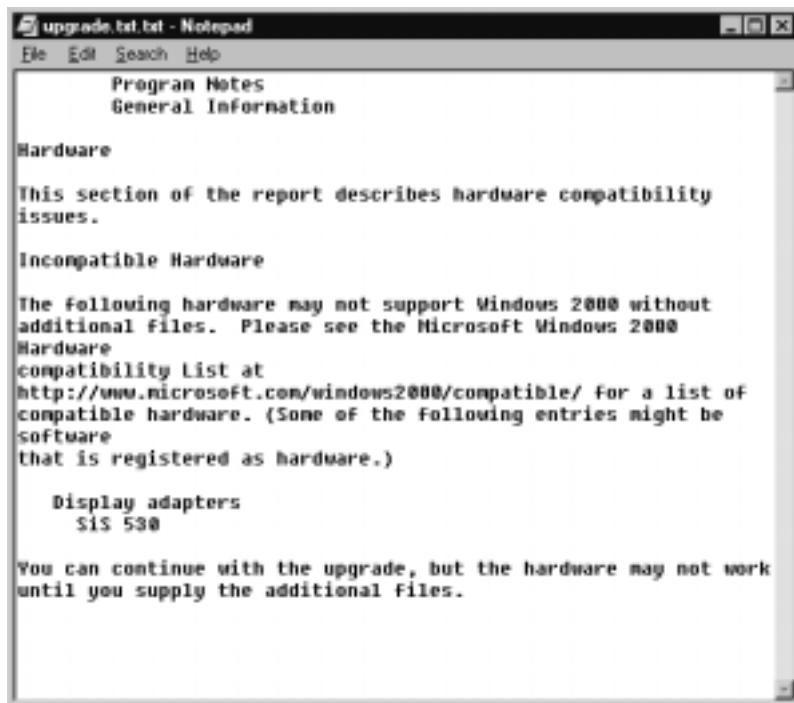 upgrade.txt.txt - Notepad
File Edit Search Help
Program Notes
General Information
Hardware
This section of the report describes hardware compatibility
issues.
Incompatible Hardware
The following hardware may not support Windows 2000 without
additional files.  Please see the Microsoft Windows 2000
Hardware
compatibility List at
http://www.microsoft.com/windows2000/compatible/ for a list of
compatible hardware. (Some of the following entries might be
software
that is registered as hardware.)
Display adapters
SiS 530
You can continue with the upgrade, but the hardware may not work
until you supply the additional files.